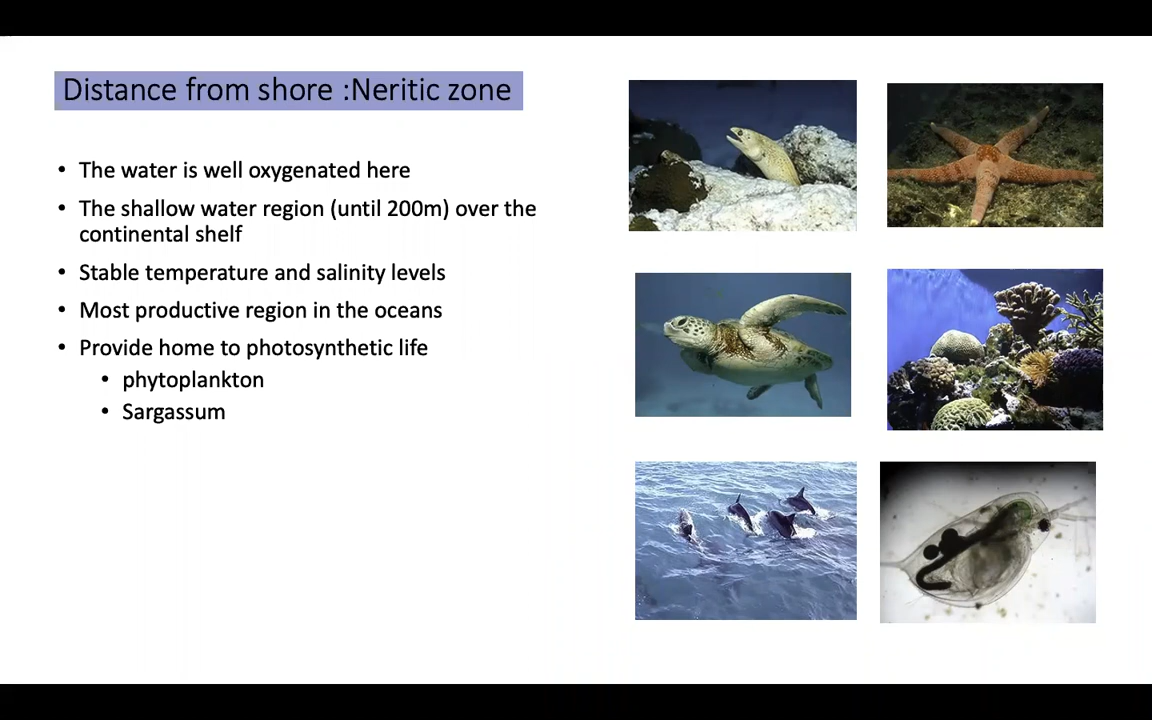 Distance from shore :Neritic zone
• The water is well oxygenated here
• The shallow water region (until 200m) over the
continental shelf
• Stable temperature and salinity levels
• Most productive region in the oceans
• Provide home to photosynthetic life
• phytoplankton
• Sargassum